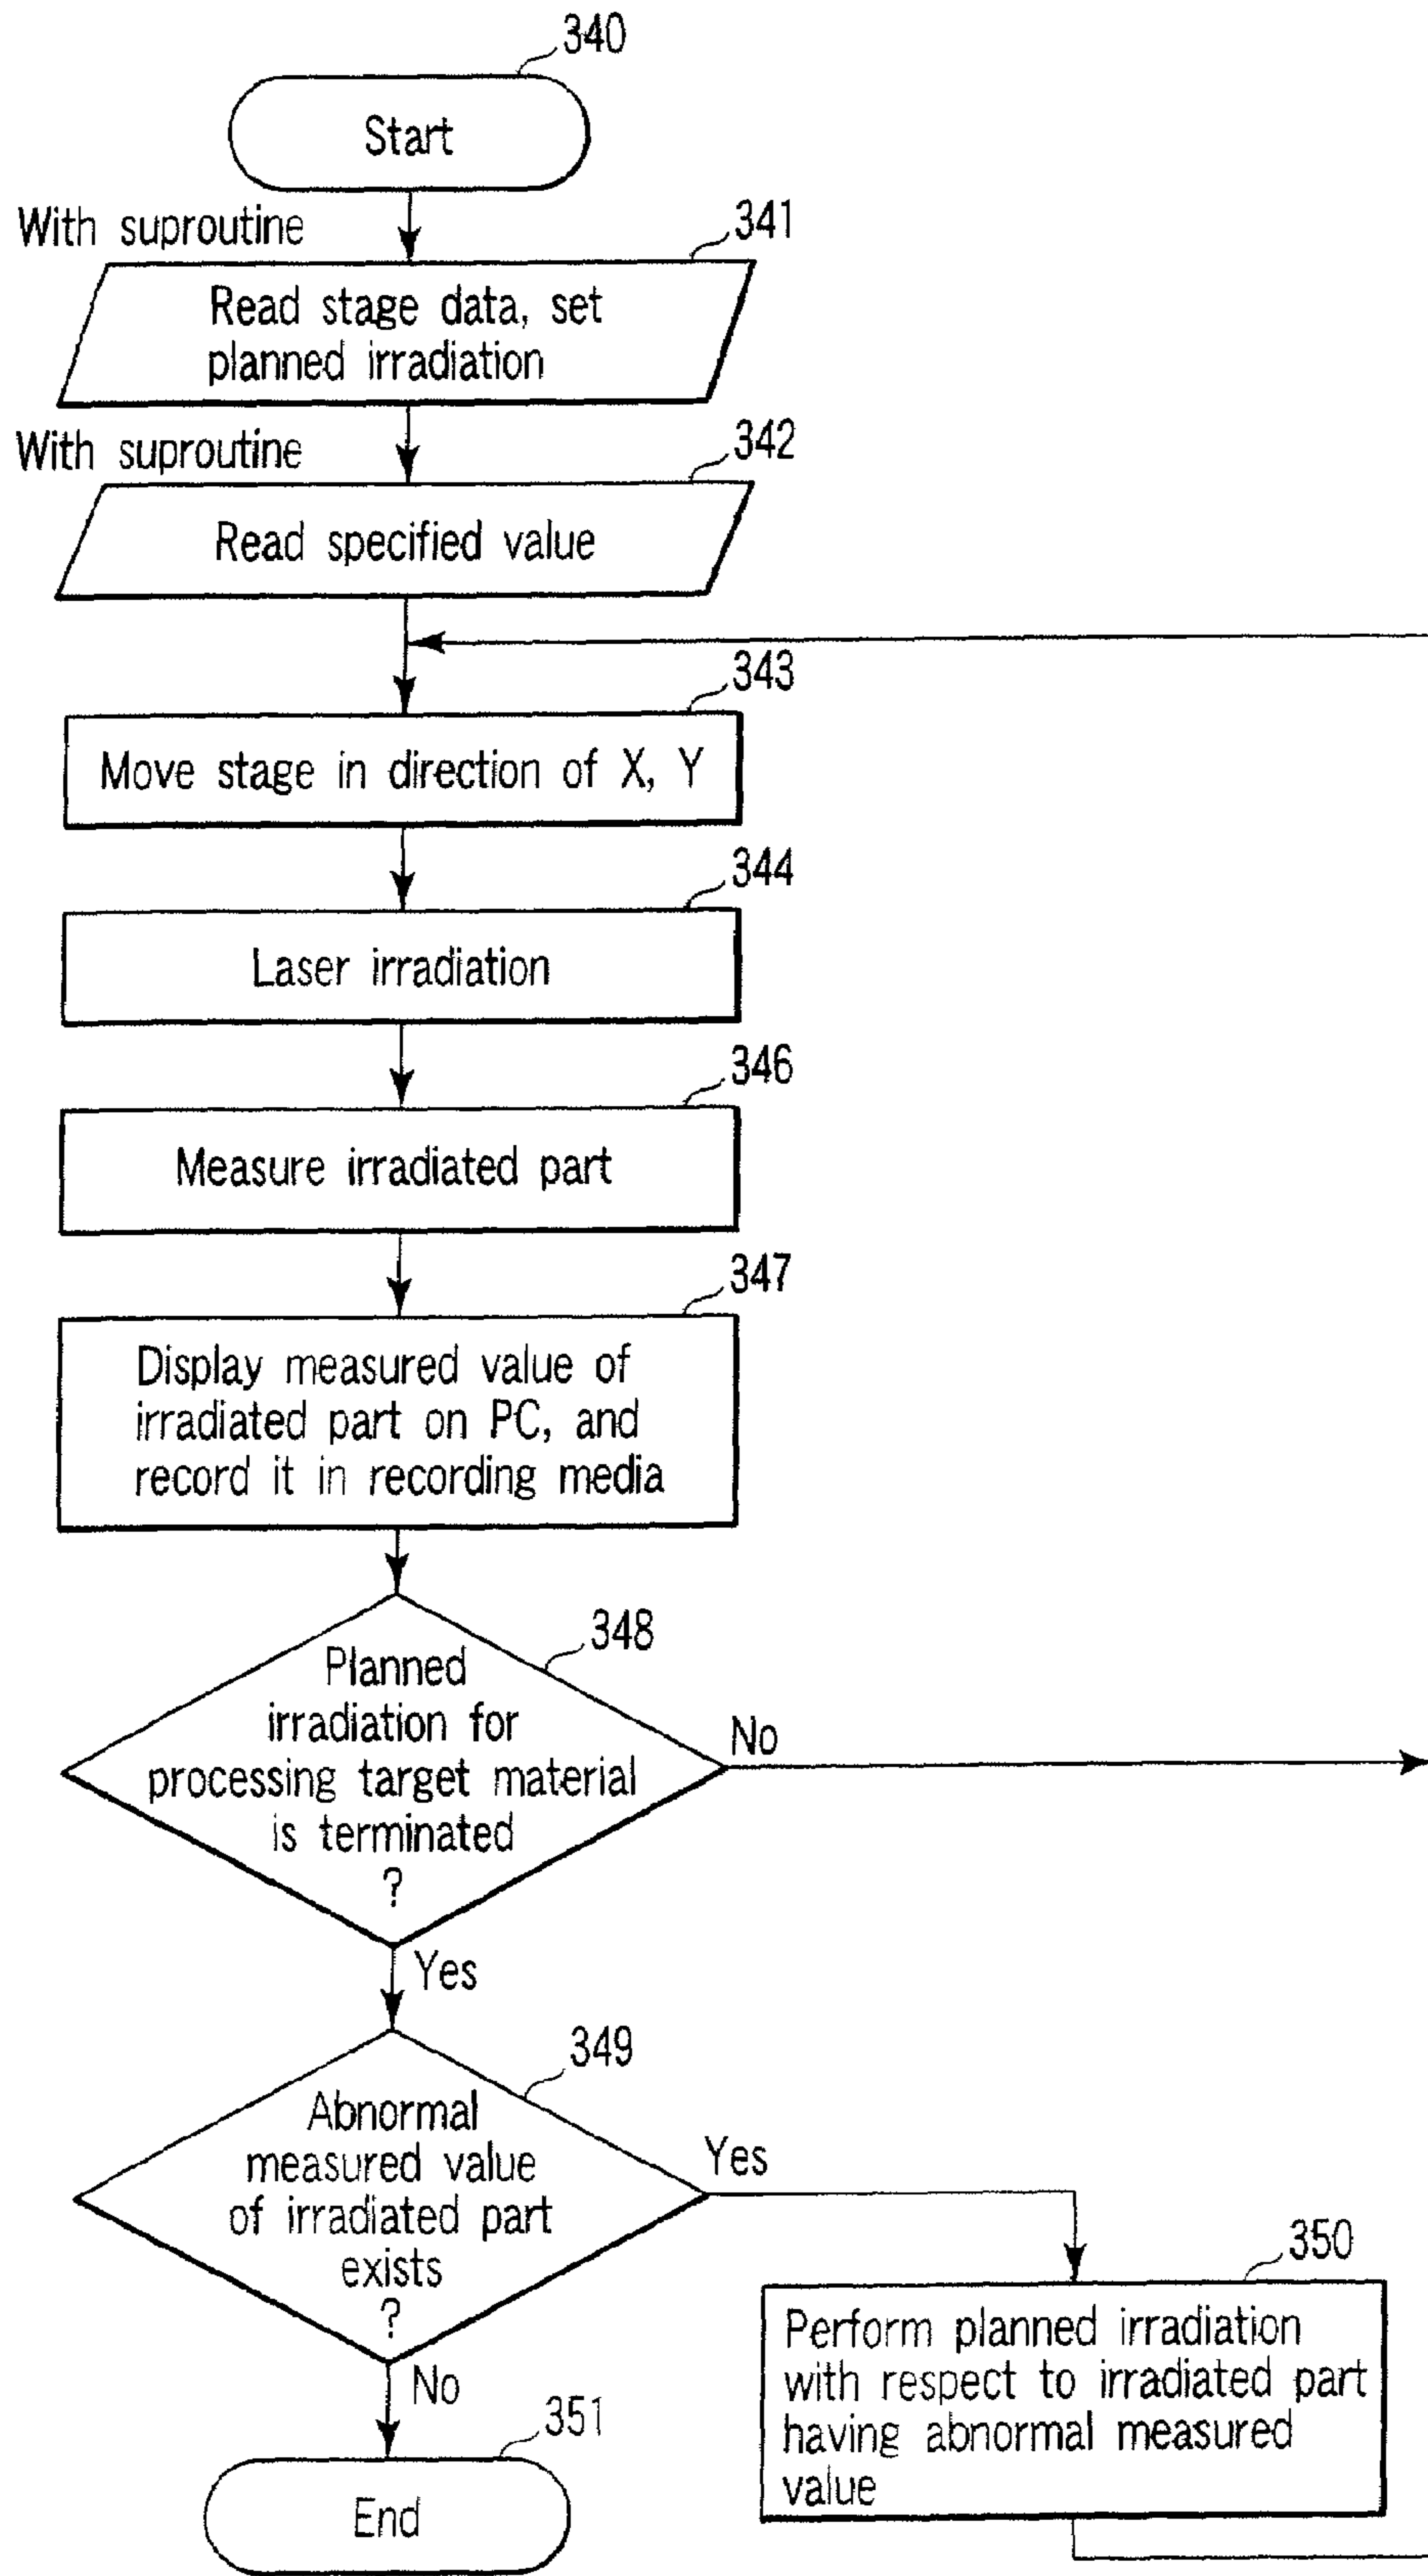 340
Start
With suproutine
341
Read stage data, set
planned irradiation
With suproutine
342
Read specified value
343
Move stage in direction of X, Y
344
Laser irradiation
346
Measure irradiated part
347
Display measured value of
irradiated part on PC, and
record it in recording media
348
Planned
irradiation for
processing target material
is terminated
?
No
Yes
349
Abnormal
measured value
of irradiated part
exists
?
Yes
350
Perform planned irradiation
with respect to irradiated part
having abnormal measured
value
No
351
End